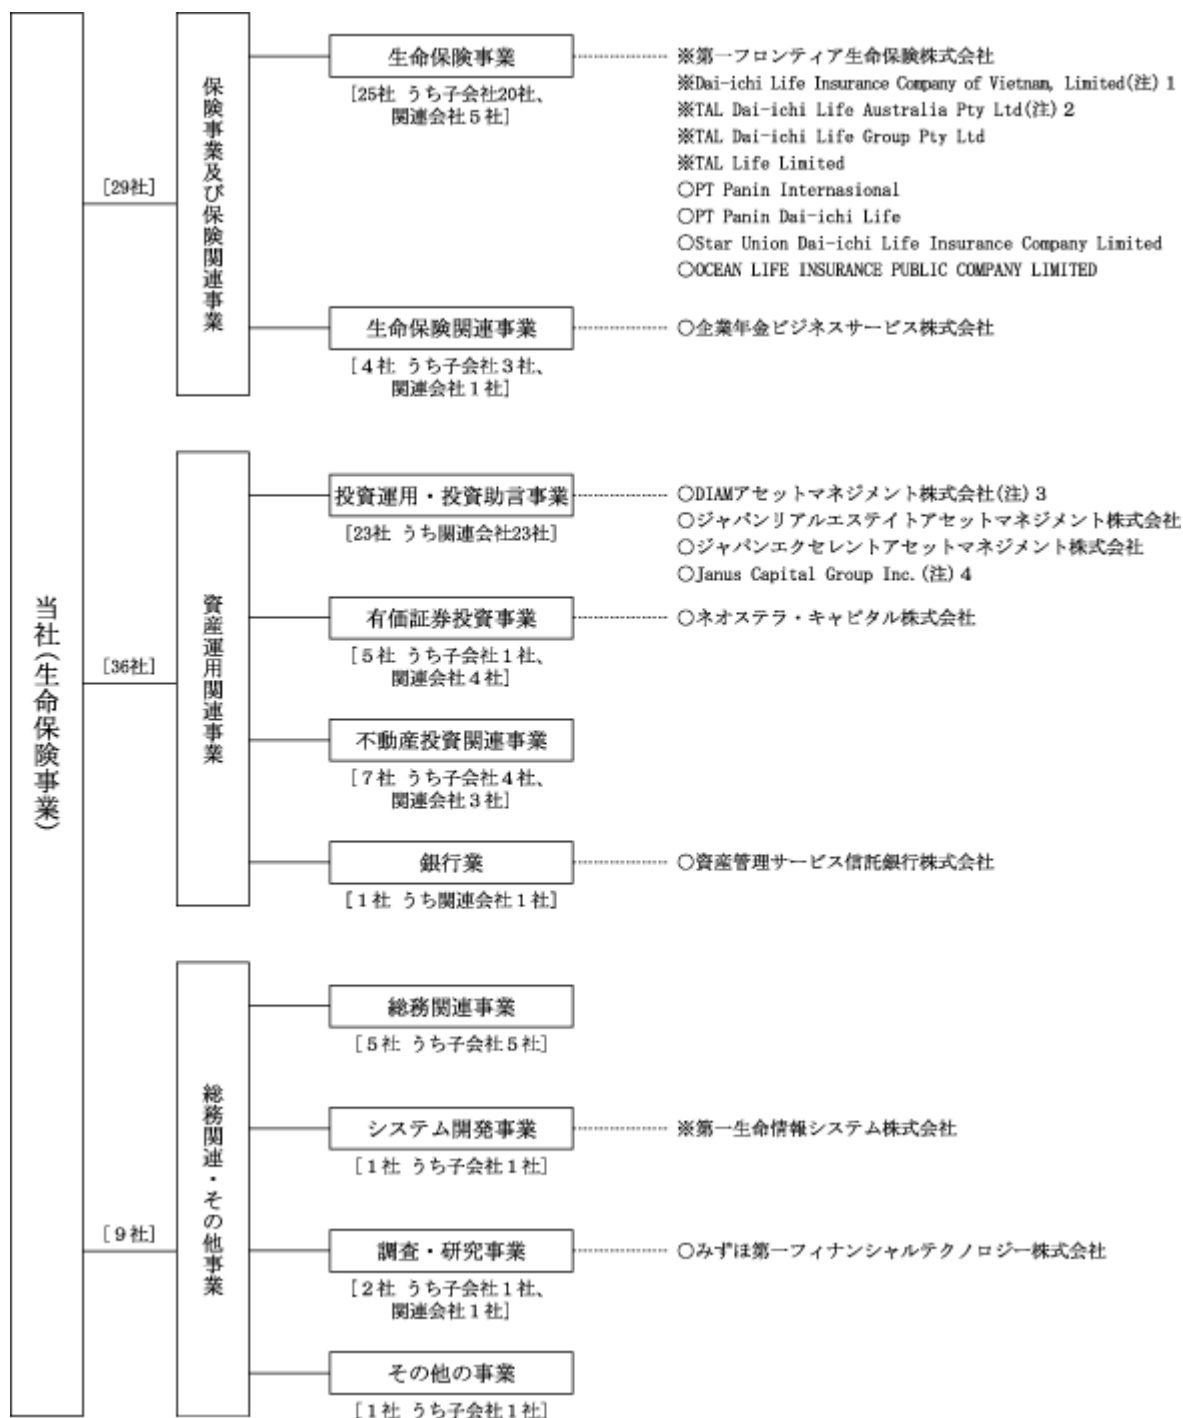 当社(生命保険事業)
[29社]
保険事業及び保険関連事業
生命保険事業
[25社 うち子会社20社、
関連会社5社]
※第一フロンティア生命保険株式会社
※Dai-ichi Life Insurance Company of Vietnam, Limited(注)1
※TAL Dai-ichi Life Australia Pty Ltd(注)2
※TAL Dai-ichi Life Group Pty Ltd
※TAL Life Limited
○PT Panin Internasional
○PT Panin Dai-ichi Life
○Star Union Dai-ichi Life Insurance Company Limited
○OCEAN LIFE INSURANCE PUBLIC COMPANY LIMITED
生命保険関連事業
[4社 うち子会社3社、
関連会社1社]
○企業年金ビジネスサービス株式会社
[36社]
資産運用関連事業
投資運用・投資助言事業
[23社 うち関連会社23社]
○DIAMアセットマネジメント株式会社(注)3
○ジャパンリアルエステイトアセットマネジメント株式会社
○ジャパンエクセレントアセットマネジメント株式会社
○Janus Capital Group Inc.(注)4
有価証券投資事業
[5社 うち子会社1社、
関連会社4社]
○ネオステラ・キャピタル株式会社
不動産投資関連事業
[7社 うち子会社4社、
関連会社3社]
銀行業
[1社 うち関連会社1社]
○資産管理サービス信託銀行株式会社
[9社]
総務関連・その他事業
総務関連事業
[5社 うち子会社5社]
システム開発事業
[1社 うち子会社1社]
※第一生命情報システム株式会社
調査・研究事業
[2社 うち子会社1社、
関連会社1社]
○みずほ第一フィナンシャルテクノロジー株式会社
その他の事業
[1社 うち子会社1社]